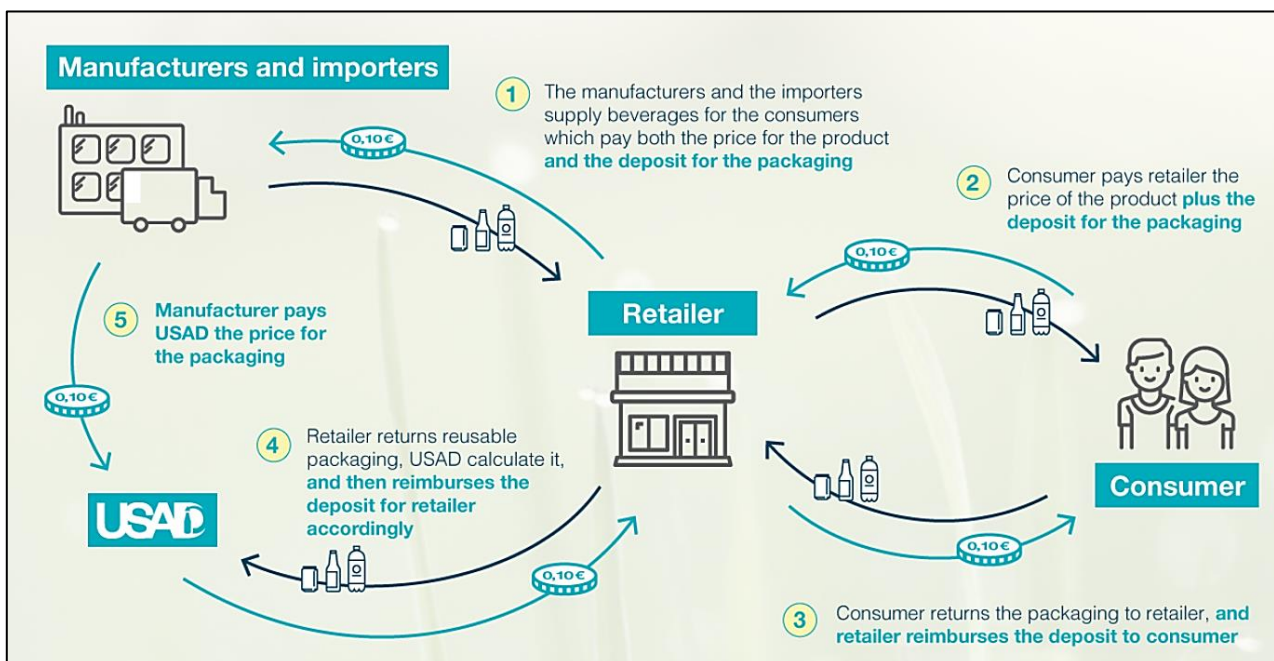 Manufacturers and importers
1
The manufacturers and the importers
supply beverages for the consumers
which pay both the price for the product
and the deposit for the packaging
0,10€
2
Consumer pays retailer the
price of the product plus the
deposit for the packaging
0,10€
5
Manufacturer pays
USAD the price for
the packaging
Retailer
0,10€
4
Retailer returns reusable
packaging, USAD calculate it,
and then reimburses the
deposit for retailer
accordingly
Consumer
USAD
0,10€
0,10€
3
Consumer returns the packaging to retailer, and
retailer reimburses the deposit to consumer